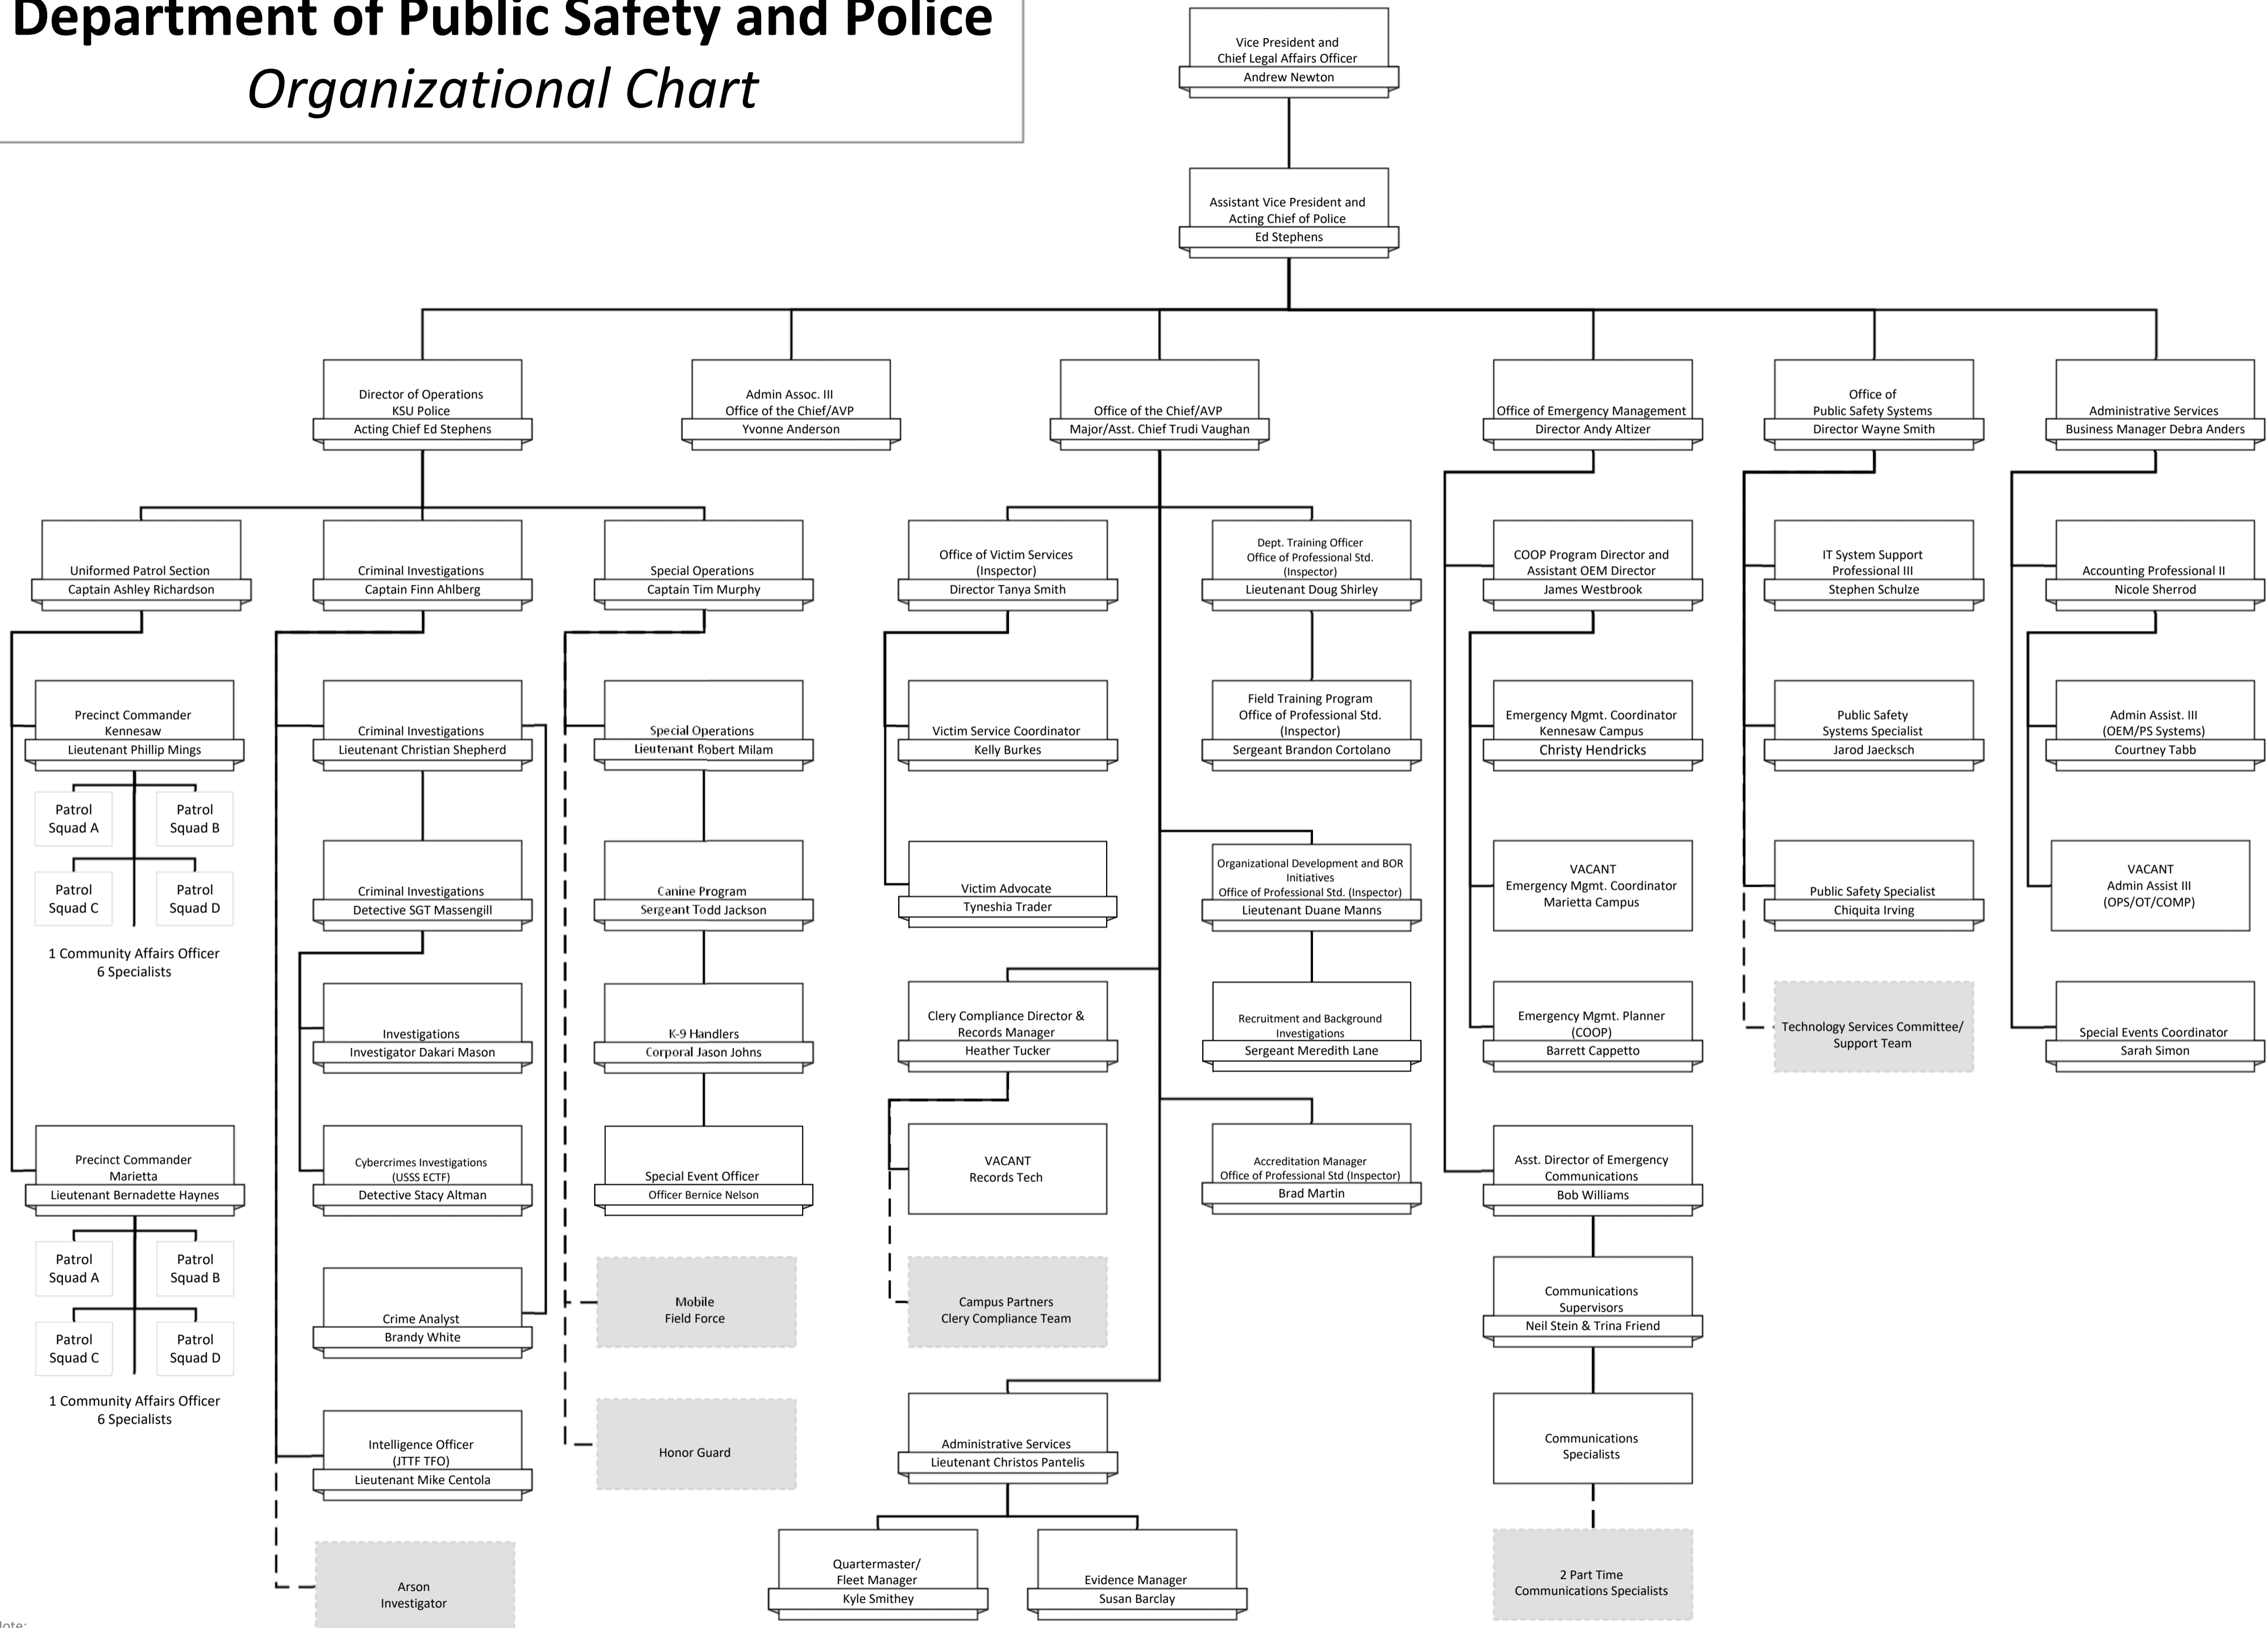 Department of Public Safety and Police
Organizational Chart
Vice President and
Chief Legal Affairs Officer
Andrew Newton
Assistant Vice President and
Acting Chief of Police
Ed Stephens
Director of Operations
KSU Police
Acting Chief Ed Stephens
Admin Assoc. III
Office of the Chief/AVP
Yvonne Anderson
Office of the Chief/AVP
Major/Asst. Chief Trudi Vaughan
Office of Emergency Management
Director Andy Altizer
Office of
Public Safety Systems
Director Wayne Smith
Administrative Services
Business Manager Debra Anders
Uniformed Patrol Section
Captain Ashley Richardson
Criminal Investigations
Captain Finn Ahlberg
Special Operations
Captain Tim Murphy
Office of Victim Services
(Inspector)
Director Tanya Smith
Dept. Training Officer
Office of Professional Std.
(Inspector)
Lieutenant Doug Shirley
COOP Program Director and
Assistant OEM Director
James Westbrook
IT System Support
Professional III
Stephen Schulze
Accounting Professional II
Nicole Sherrod
Precinct Commander
Kennesaw
Lieutenant Phillip Mings
Criminal Investigations
Lieutenant Christian Shepherd
Special Operations
Lieutenant Robert Milam
Victim Service Coordinator
Kelly Burkes
Field Training Program
Office of Professional Std.
(Inspector)
Sergeant Brandon Cortolano
Emergency Mgmt. Coordinator
Kennesaw Campus
Christy Hendricks
Public Safety
Systems Specialist
Jarod Jaecksch
Admin Assist. III
(OEM/PS Systems)
Courtney Tabb
Patrol
Squad A
Patrol
Squad B
Patrol
Squad C
Patrol
Squad D
1 Community Affairs Officer
6 Specialists
Criminal Investigations
Detective SGT Massengill
Canine Program
Sergeant Todd Jackson
Victim Advocate
Tyneshia Trader
Organizational Development and BOR
Initiatives
Office of Professional Std. (Inspector)
Lieutenant Duane Manns
VACANT
Emergency Mgmt. Coordinator
Marietta Campus
Public Safety Specialist
Chiquita Irving
VACANT
Admin Assist III
(OPS/OT/COMP)
Investigations
Investigator Dakari Mason
K-9 Handlers
Corporal Jason Johns
Clery Compliance Director &
Records Manager
Heather Tucker
Recruitment and Background
Investigations
Sergeant Meredith Lane
Emergency Mgmt. Planner
(COOP)
Barrett Cappetto
Technology Services Committee/
Support Team
Special Events Coordinator
Sarah Simon
Precinct Commander
Marietta
Lieutenant Bernadette Haynes
Cybercrimes Investigations
(USSS ECTF)
Detective Stacy Altman
Special Event Officer
Officer Bernice Nelson
VACANT
Records Tech
Accreditation Manager
Office of Professional Std (Inspector)
Brad Martin
Asst. Director of Emergency
Communications
Bob Williams
Patrol
Squad A
Patrol
Squad B
Patrol
Squad C
Patrol
Squad D
1 Community Affairs Officer
6 Specialists
Crime Analyst
Brandy White
Mobile
Field Force
Campus Partners
Clery Compliance Team
Communications
Supervisors
Neil Stein & Trina Friend
Intelligence Officer
(JTTF TFO)
Lieutenant Mike Centola
Honor Guard
Administrative Services
Lieutenant Christos Pantelis
Communications
Specialists
Arson
Investigator
Quartermaster/
Fleet Manager
Kyle Smithey
Evidence Manager
Susan Barclay
2 Part Time
Communications Specialists